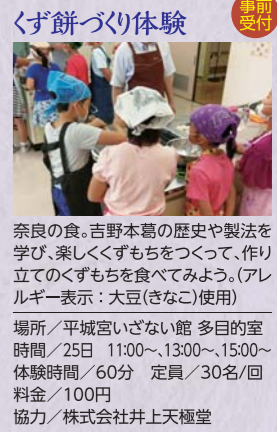 くず餅づくり体験
事前
受付
奈良の食。吉野本葛の歴史や製法を
学び、楽しくくずもちをつくって、作り
立てのくずもちを食べてみよう。(アレ
ルギー表示：大豆(きなこ)使用)
場所／平城宮いざない館 多目的室
時間／25日 11:00～、13:00～、15:00～
体験時間／60分 定員／30名/回
料金／100円
協力／株式会社井上天極堂